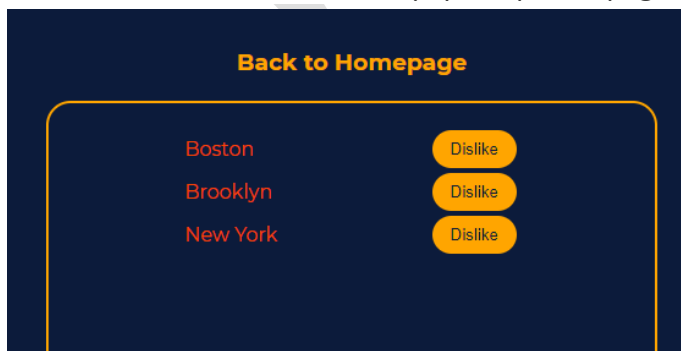 Back to Homepage
Boston Dislike
Brooklyn Dislike
New York Dislike